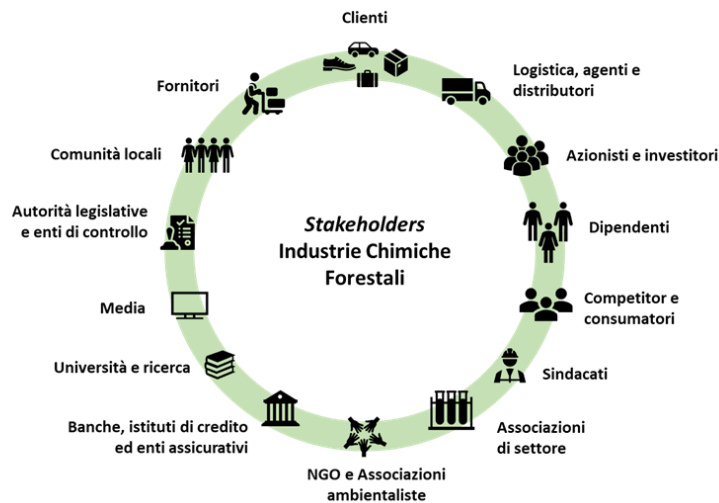 Clienti
Logistica, agenti e
distributori
Azionisti e investitori
Dipendenti
Competitor e
consumatori
Sindacati
Associazioni
di settore
NGO e Associazioni
ambientaliste
Banche, istituti di credito
ed enti assicurativi
Università e ricerca
Media
Autorità legislative
e enti di controllo
Comunità locali
Fornitori
Stakeholders
Industrie Chimiche
Forestali